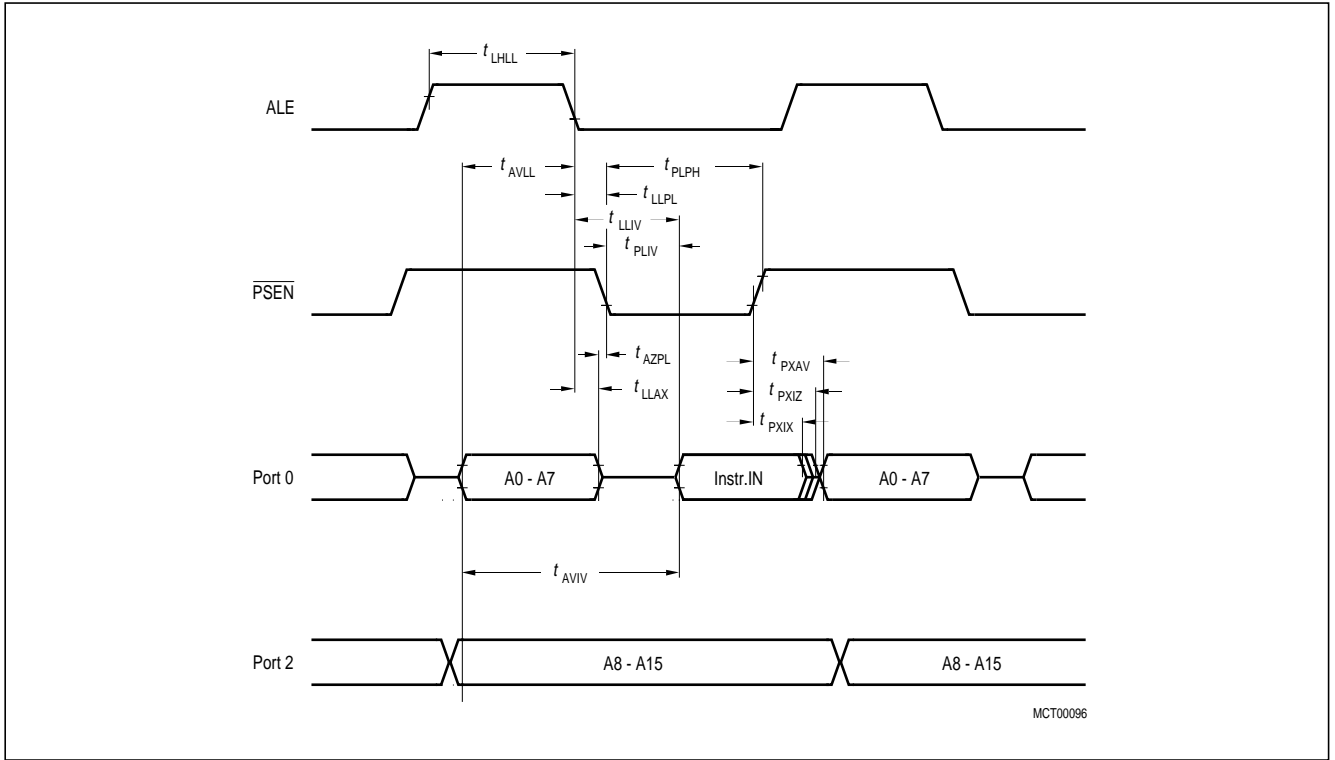 t LHLL
ALE
t AVLL
t PLPH
t LLPL
t LLIV
t PLIV
PSEN
t AZPL
t PXAV
t LLAX
t PXIZ
t PXIX
Port 0
A0 - A7
Instr.IN
A0 - A7
t AVIV
Port 2
A8 - A15
A8 - A15
MCT00096